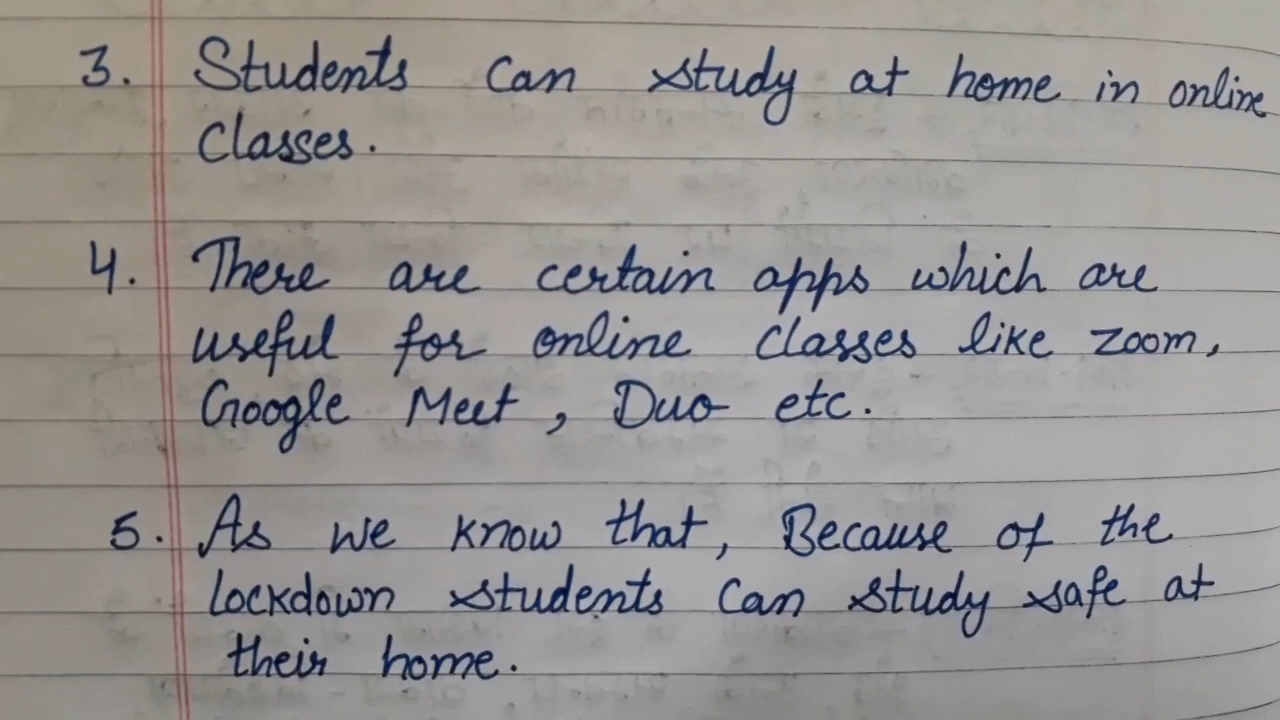 3. Students can study at home in online
classes.
4. There are certain apps which are
useful for online classes like zoom,
Google Meet, Duo etc.
5. As we know that, Because of the
lockdown students can study safe at
their home.